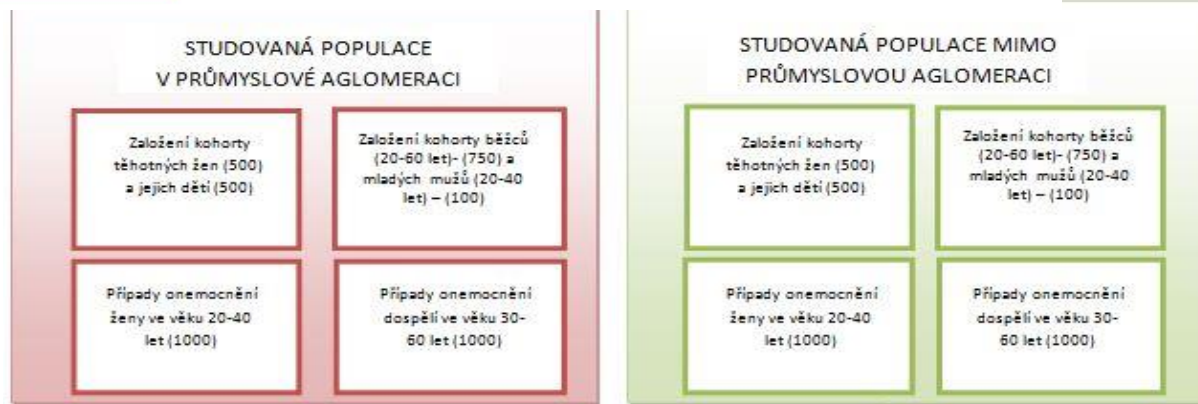 STUDOVANÁ POPULACE
V PRŮMYSLOVÉ AGLOMERACI
Založení kohorty
těhotných žen (500)
a jejich dětí (500)
Založení kohorty běžců
(20-60 let)- (750) a
mladých mužů (20-40
let) – (100)
Případy onemocnění
ženy ve věku 20-40
let (1000)
Případy onemocnění
dospělí ve věku 30-
60 let (1000)
STUDOVANÁ POPULACE MIMO
PRŮMYSLOVOU AGLOMERACI
Založení kohorty
těhotných žen (500)
a jejich dětí (500)
Založení kohorty běžců
(20-60 let)- (750) a
mladých mužů (20-40
let) – (100)
Případy onemocnění
ženy ve věku 20-40
let (1000)
Případy onemocnění
dospělí ve věku 30-
60 let (1000)